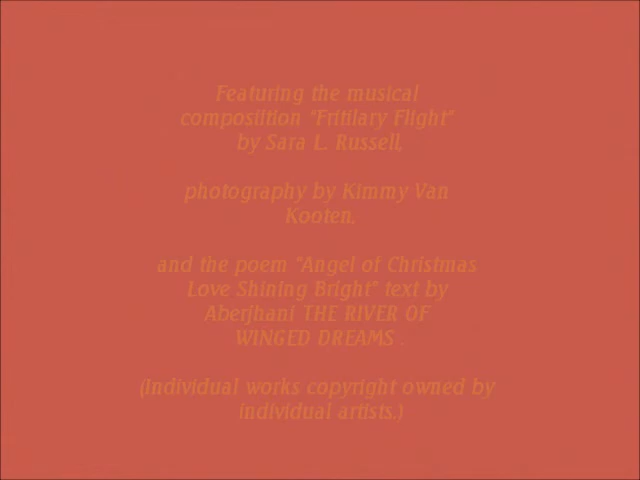 Featuring the musical
composiition "Fritilary Flight"
by Sara L. Russell,
photography by Kimmy Van
Kooten,
and the poem "Angel of Christmas
Love Shining Bright" text by
Aberjhani THE RIVER OF
WINGED DREAMS .
(Individual works copyright owned by
individual artists.)